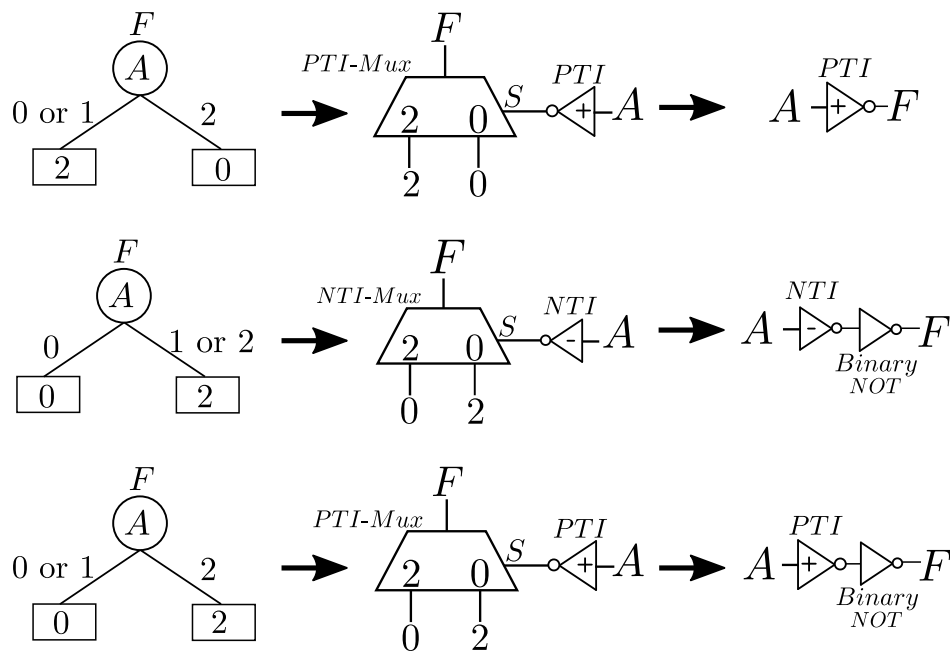 F
A
0 or 1
2
2
0
F
PTI-Mux
2 0
S
PTI
+
A
2 0
PTI
A + F
F
A
0
1 or 2
0
2
F
NTI-Mux
2 0
S
NTI
-
A
0 2
NTI
A - F
Binary
NOT
F
A
0 or 1
2
0
2
F
PTI-Mux
2 0
S
PTI
+
A
0 2
PTI
A + F
Binary
NOT